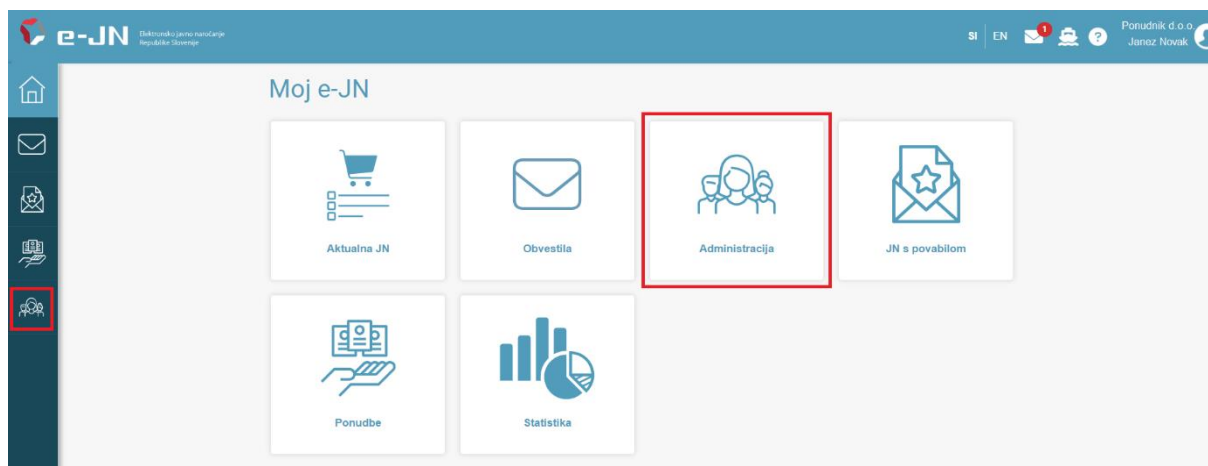 e-JN
Elektronsko javno naročanje
Republike Slovenije
SI EN
1
?
Ponudnik d.o.o.
Janez Novak
Moj e-JN
Aktualna JN
Obvestila
Administracija
JN s povabilom
Ponudbe
Statistika